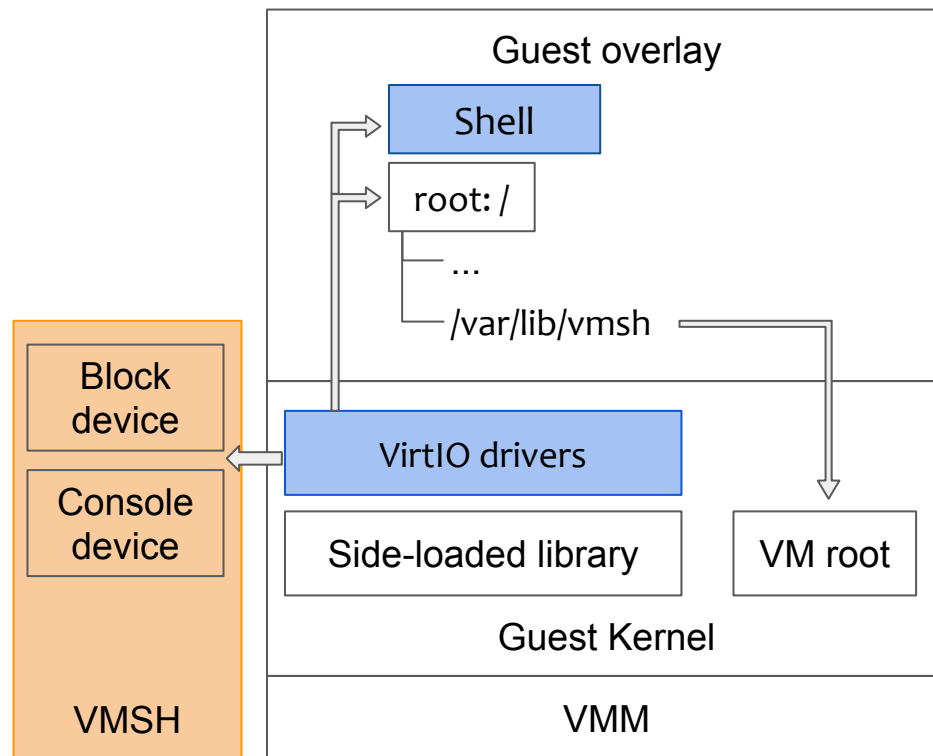 Guest overlay
Shell
root: /
...
/var/lib/vmsh
Block
device
Console
device
VMSH
VirtIO drivers
Side-loaded library
VM root
Guest Kernel
VMM